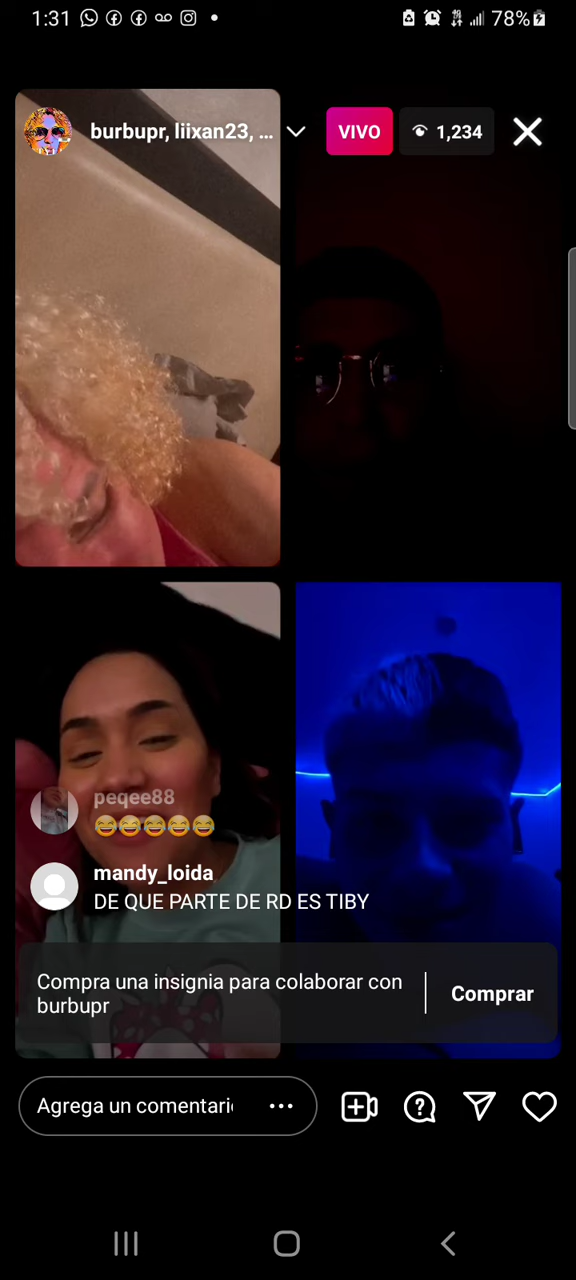 1:31
78%
burbupr, liixan23, ...
VIVO
1,234
peqee88
😂😂😂😂😂
mandy_loida
DE QUE PARTE DE RD ES TIBY
Compra una insignia para colaborar con
burbupr
Comprar
Agrega un comentari